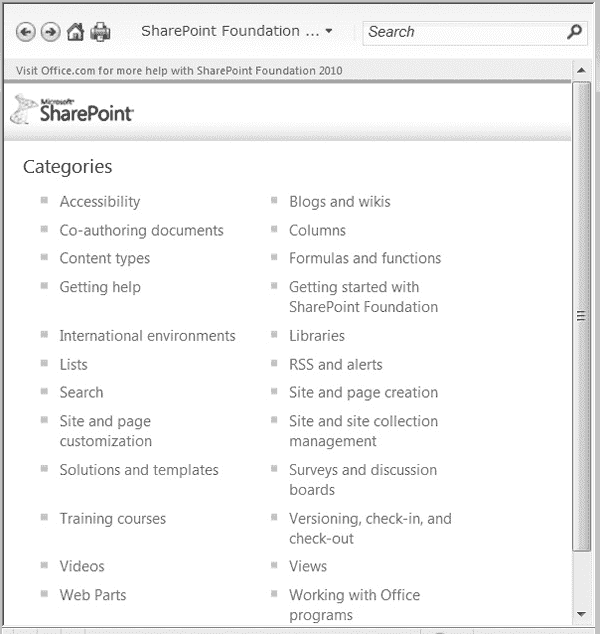 SharePoint Foundation ...
Search
Visit Office.com for more help with SharePoint Foundation 2010
Microsoft
SharePoint
Categories
Accessibility
Blogs and wikis
Co-authoring documents
Columns
Content types
Formulas and functions
Getting help
Getting started with
SharePoint Foundation
International environments
Libraries
Lists
RSS and alerts
Search
Site and page creation
Site and page
customization
Site and site collection
management
Solutions and templates
Surveys and discussion
boards
Training courses
Versioning, check-in, and
check-out
Videos
Views
Web Parts
Working with Office
programs